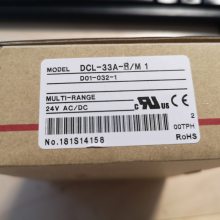 MODEL DCL-33A-R/M 1
D01-032-1
MULTI-RANGE
24V AC/DC
c UL US
CE
2
00TPH
No.181S14158
RoHS